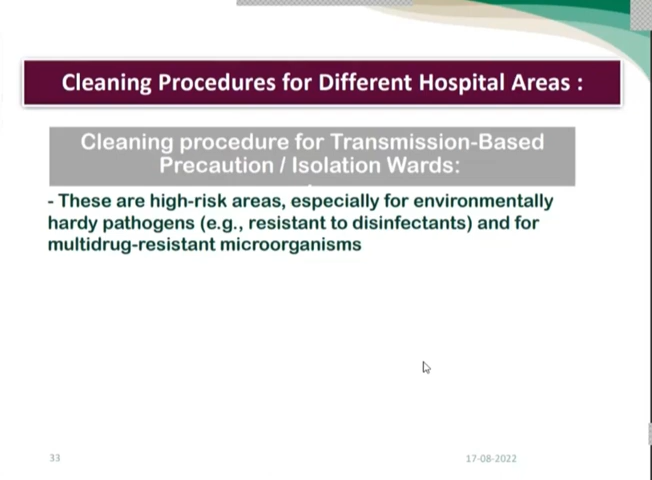 Cleaning Procedures for Different Hospital Areas :
Cleaning procedure for Transmission-Based
Precaution / Isolation Wards:
- These are high-risk areas, especially for environmentally
hardy pathogens (e.g., resistant to disinfectants) and for
multidrug-resistant microorganisms
33
17-08-2022